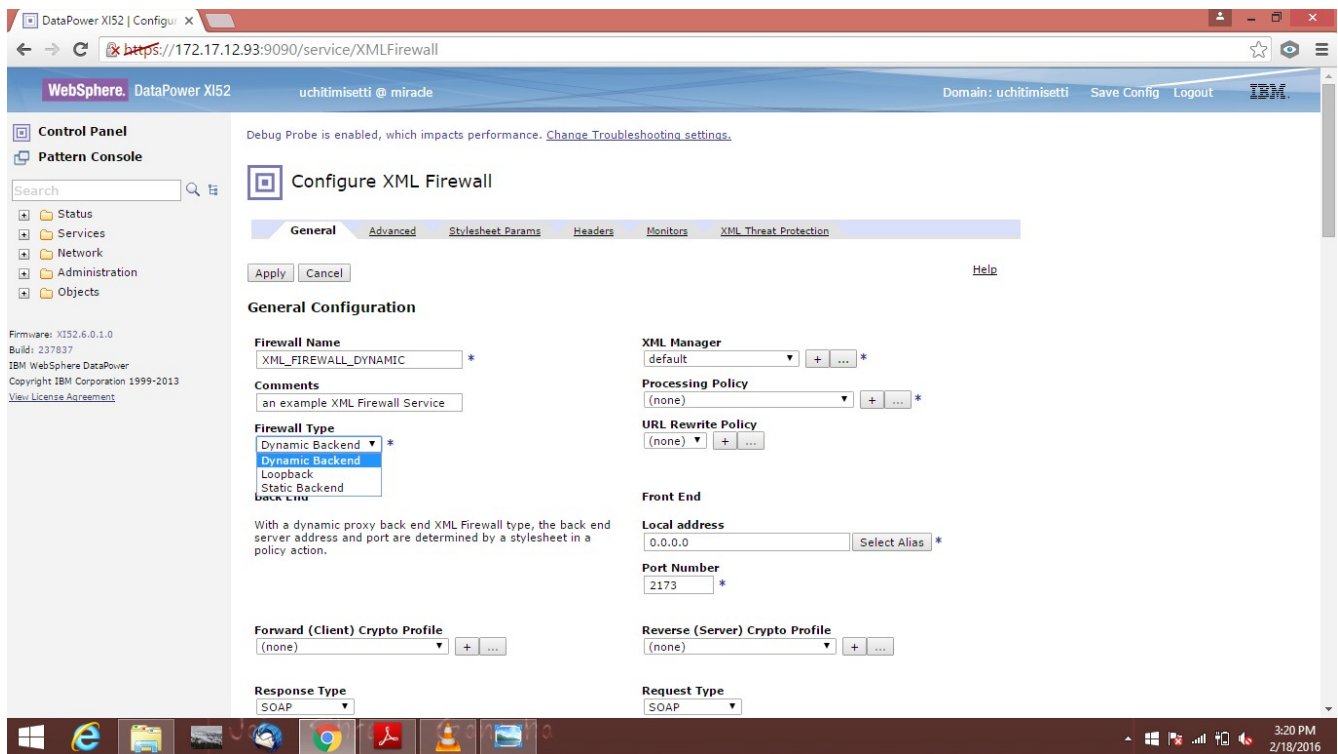 DataPower XI52 | Configur
https://172.17.12.93:9090/service/XMLFirewall
WebSphere. DataPower XI52 uchitimisetti @ miracle Domain: uchitimisetti Save Config Logout IBM.
Control Panel
Pattern Console
Search
Status
Services
Network
Administration
Objects
Firmware: XI52.6.0.1.0
Build: 237837
IBM WebSphere DataPower
Copyright IBM Corporation 1999-2013
View License Agreement
Debug Probe is enabled, which impacts performance. Change Troubleshooting settings.
Configure XML Firewall
General Advanced Stylesheet Params Headers Monitors XML Threat Protection
Apply Cancel Help
General Configuration
Firewall Name
XML_FIREWALL_DYNAMIC *
Comments
an example XML Firewall Service
Firewall Type
Dynamic Backend *
Dynamic Backend
Loopback
Static Backend
Back End
With a dynamic proxy back end XML Firewall type, the back end
server address and port are determined by a stylesheet in a
policy action.
XML Manager
default + ... *
Processing Policy
(none) + ... *
URL Rewrite Policy
(none) + ...
Front End
Local address
0.0.0.0 Select Alias *
Port Number
2173 *
Forward (Client) Crypto Profile
(none) + ...
Reverse (Server) Crypto Profile
(none) + ...
Response Type
SOAP
Request Type
SOAP
3:20 PM
2/18/2016